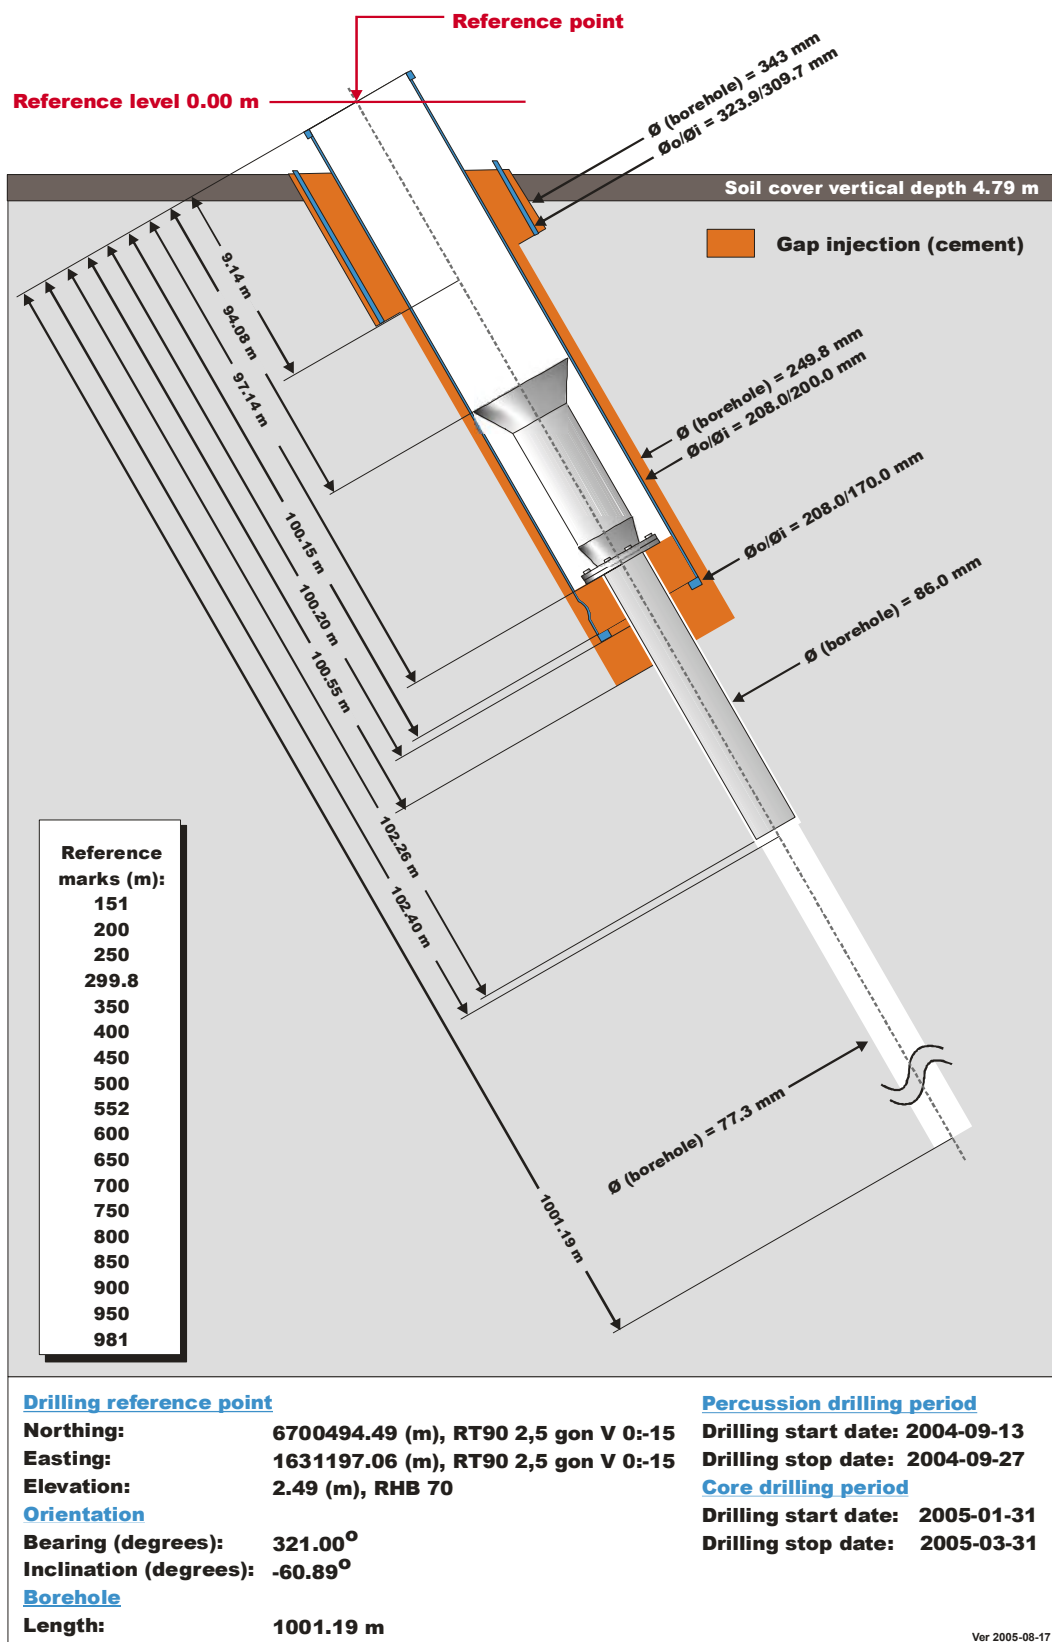 Reference point
Reference level 0.00 m
Ø (borehole) = 343 mm
Øo/Øi = 323.9/309.7 mm
Soil cover vertical depth 4.79 m
Gap injection (cement)
9.14 m
94.08 m
97.14 m
Ø (borehole) = 249.8 mm
Øo/Øi = 208.0/200.0 mm
Øo/Øi = 208.0/170.0 mm
100.15 m
100.20 m
100.55 m
Ø (borehole) = 86.0 mm
102.26 m
102.40 m
Ø (borehole) = 77.3 mm
1001.19 m
Reference
marks (m):
151
200
250
299.8
350
400
450
500
552
600
650
700
750
800
850
900
950
981
Drilling reference point
Northing: 6700494.49 (m), RT90 2,5 gon V 0:-15
Easting: 1631197.06 (m), RT90 2,5 gon V 0:-15
Elevation: 2.49 (m), RHB 70
Orientation
Bearing (degrees): 321.00°
Inclination (degrees): -60.89°
Borehole
Length: 1001.19 m
Percussion drilling period
Drilling start date: 2004-09-13
Drilling stop date: 2004-09-27
Core drilling period
Drilling start date: 2005-01-31
Drilling stop date: 2005-03-31
Ver 2005-08-17